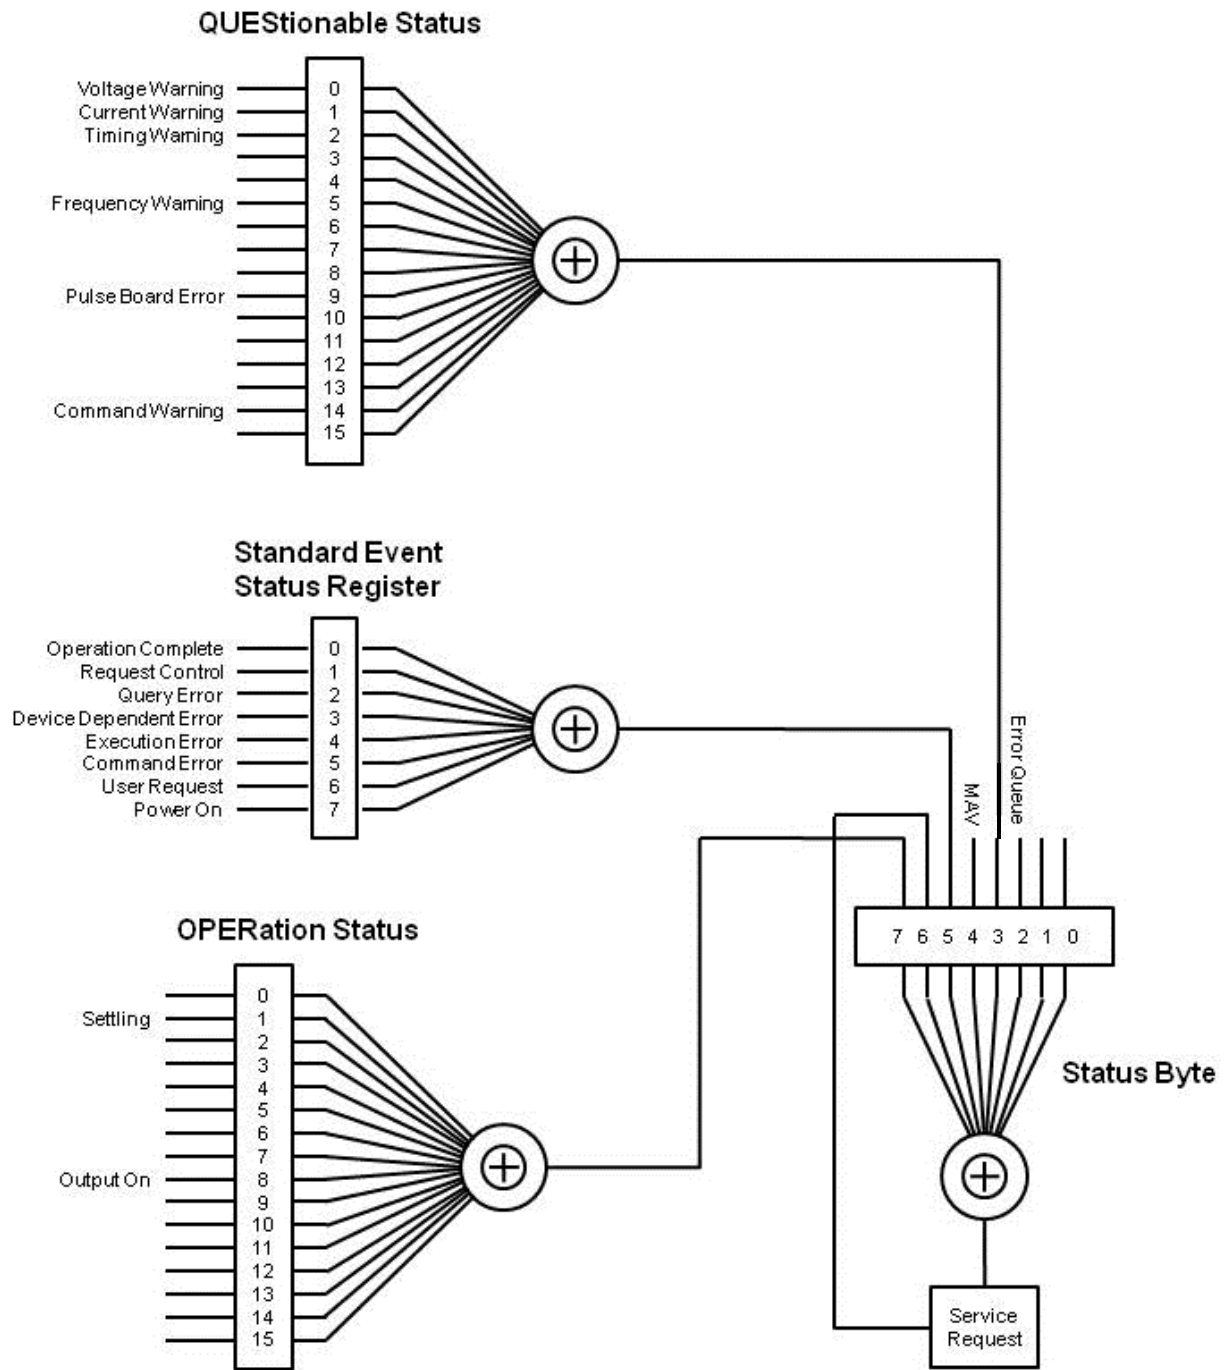 QUEStionable Status
Voltage Warning 0
Current Warning 1
Timing Warning 2
3
4
Frequency Warning 5
6
7
8
Pulse Board Error 9
10
11
12
13
Command Warning 14
15
Standard Event
Status Register
Operation Complete 0
Request Control 1
Query Error 2
Device Dependent Error 3
Execution Error 4
Command Error 5
User Request 6
Power On 7
MAV
Error Queue
7 6 5 4 3 2 1 0
Status Byte
Service
Request
OPERation Status
0
Settling 1
2
3
4
5
6
7
Output On 8
9
10
11
12
13
14
15